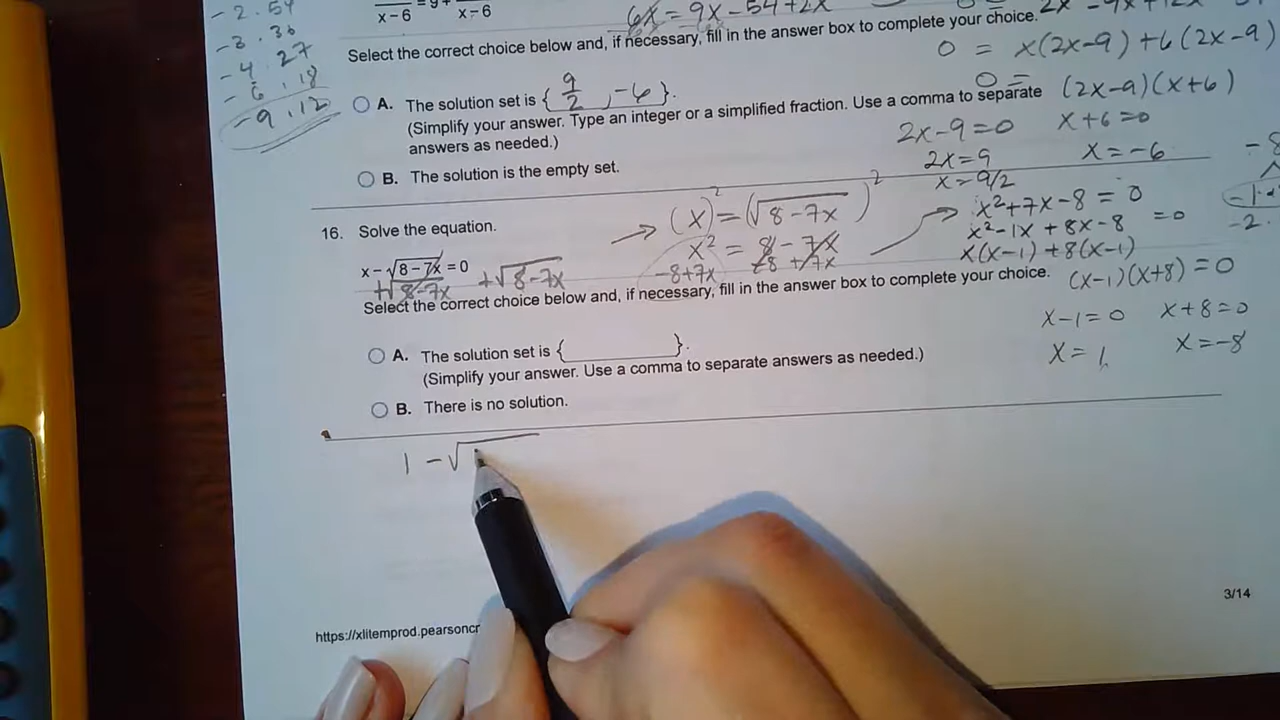 - 2 . 54
x-6 = 9+ x-6
6x = 9x - 54 + 2x
- 3 . 36
Select the correct choice below and, if necessary, fill in the answer box to complete your choice.
- 4 . 27
0 = x(2x-9) + 6(2x-9)
- 6 . 18
A. The solution set is { 9/2 , -6 }.
0 = (2x-9)(x+6)
- 9 . 12
(Simplify your answer. Type an integer or a simplified fraction. Use a comma to separate
answers as needed.)
2x-9=0 x+6=0
2x=9 x=-6
B. The solution is the empty set.
x=9/2
16. Solve the equation.
(x)² = (√8-7x)²
x²+7x-8=0
x²-1x+8x-8 =0
x-√8-7x=0
x² = 8-7x
x(x-1)+8(x-1)
+√8-7x +√8-7x
-8+7x -8+7x
(x-1)(x+8)=0
Select the correct choice below and, if necessary, fill in the answer box to complete your choice.
x-1=0 x+8=0
A. The solution set is { }.
x=1, x=-8
(Simplify your answer. Use a comma to separate answers as needed.)
B. There is no solution.
1-√
3/14
https://xlitemprod.pearsoncr